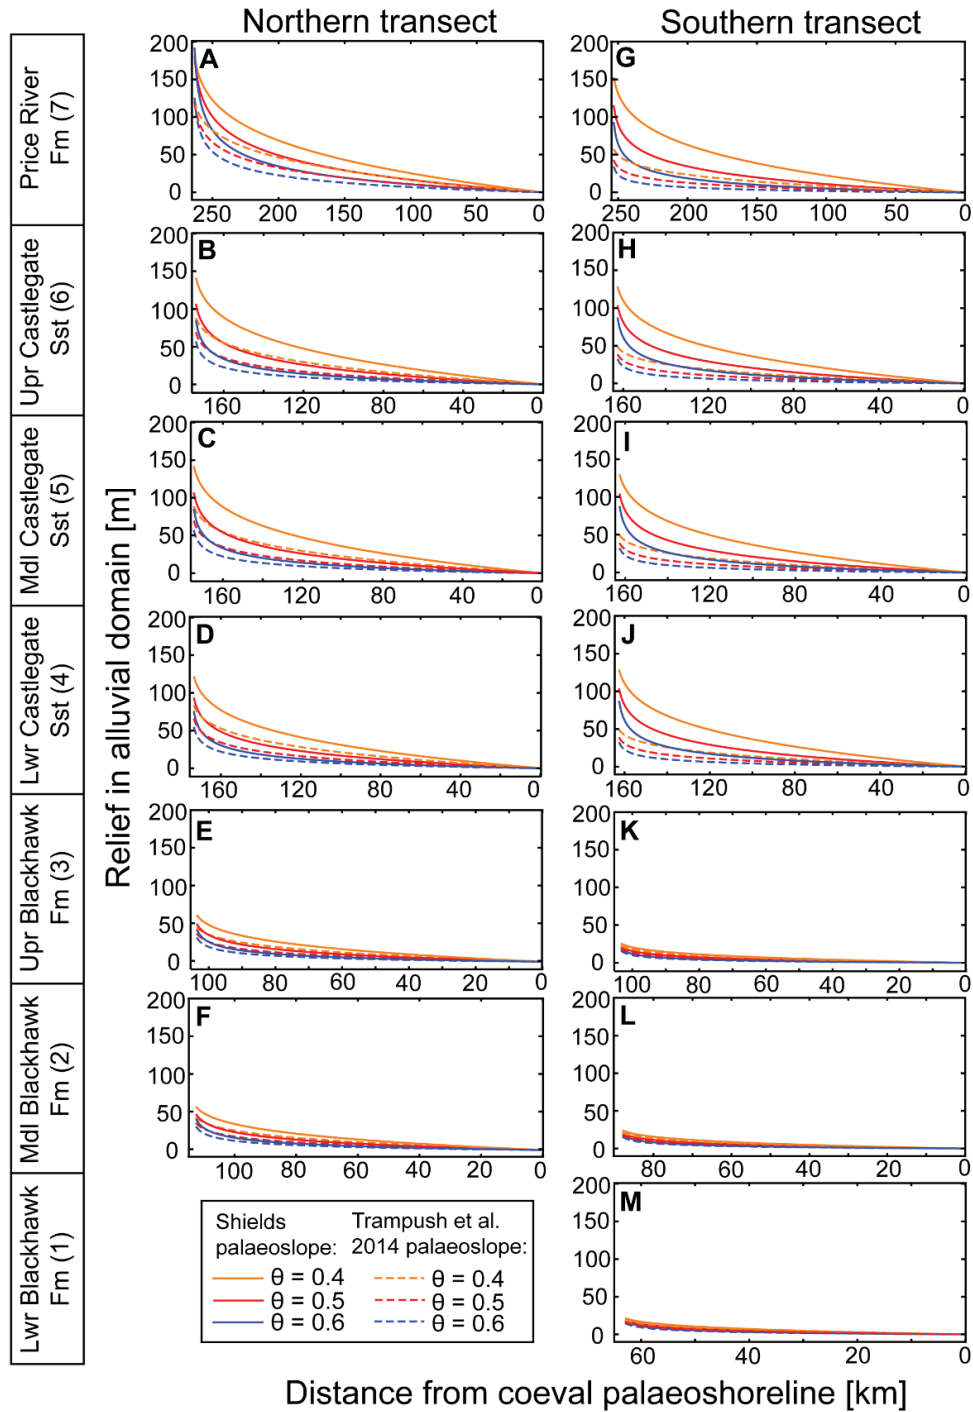 Northern transect
Southern transect
Price River
Fm (7)
Upr Castlegate
Sst (6)
Mdl Castlegate
Sst (5)
Lwr Castlegate
Sst (4)
Upr Blackhawk
Fm (3)
Mdl Blackhawk
Fm (2)
Lwr Blackhawk
Fm (1)
Relief in alluvial domain [m]
A
200
150
100
50
0
250 200 150 100 50 0
G
200
150
100
50
0
250 200 150 100 50 0
B
200
150
100
50
0
160 120 80 40 0
H
200
150
100
50
0
160 120 80 40 0
C
200
150
100
50
0
160 120 80 40 0
I
200
150
100
50
0
160 120 80 40 0
D
200
150
100
50
0
160 120 80 40 0
J
200
150
100
50
0
160 120 80 40 0
E
200
150
100
50
0
100 80 60 40 20 0
K
200
150
100
50
0
100 80 60 40 20 0
F
200
150
100
50
0
100 80 60 40 20 0
L
200
150
100
50
0
80 60 40 20 0
M
200
150
100
50
0
60 40 20 0
Shields
palaeoslope:
θ = 0.4
θ = 0.5
θ = 0.6
Trampush et al.
2014 palaeoslope:
θ = 0.4
θ = 0.5
θ = 0.6
Distance from coeval palaeoshoreline [km]